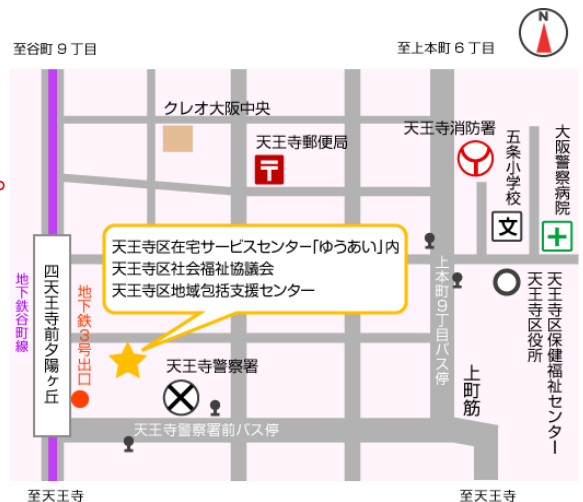 N
至谷町9丁目
至上本町6丁目
クレオ大阪中央
天王寺郵便局
天王寺消防署
五条小学校
文
大阪警察病院
天王寺区在宅サービスセンター「ゆうあい」内
天王寺区社会福祉協議会
天王寺区地域包括支援センター
地下鉄谷町線
四天王寺前夕陽ヶ丘
地下鉄3号出口
上本町9丁目バス停
天王寺区保健福祉センター
天王寺区役所
天王寺警察署
上町筋
天王寺警察署前バス停
至天王寺
至天王寺